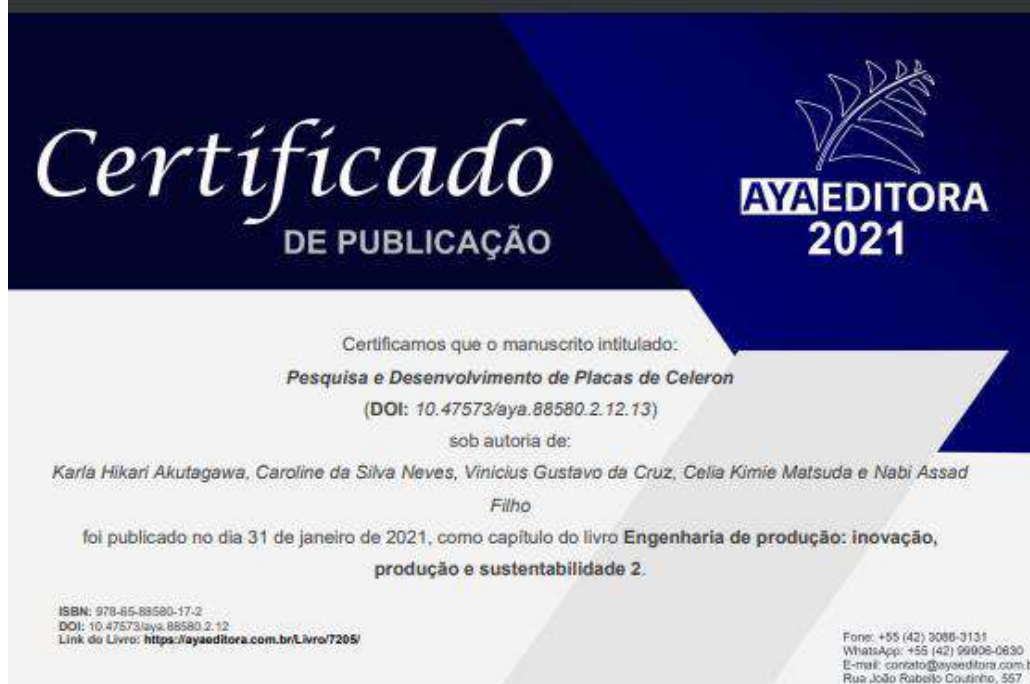 Certificado
DE PUBLICAÇÃO
AYA EDITORA
2021
Certificamos que o manuscrito intitulado:
Pesquisa e Desenvolvimento de Placas de Celeron
(DOI: 10.47573/aya.88580.2.12.13)
sob autoria de:
Karla Hikari Akutagawa, Caroline da Silva Neves, Vinicius Gustavo da Cruz, Celia Kimie Matsuda e Nabi Assad
Filho
foi publicado no dia 31 de janeiro de 2021, como capítulo do livro Engenharia de produção: inovação,
produção e sustentabilidade 2.
ISBN: 978-65-88580-17-2
DOI: 10.47573/aya.88580.2.12
Link do Livro: https://ayaeditora.com.br/Livro/7205/
Fone: +55 (42) 3086-3131
WhatsApp: +55 (42) 99906-0630
E-mail: contato@ayaeditora.com.b
Rua João Rabello Coutinho, 557